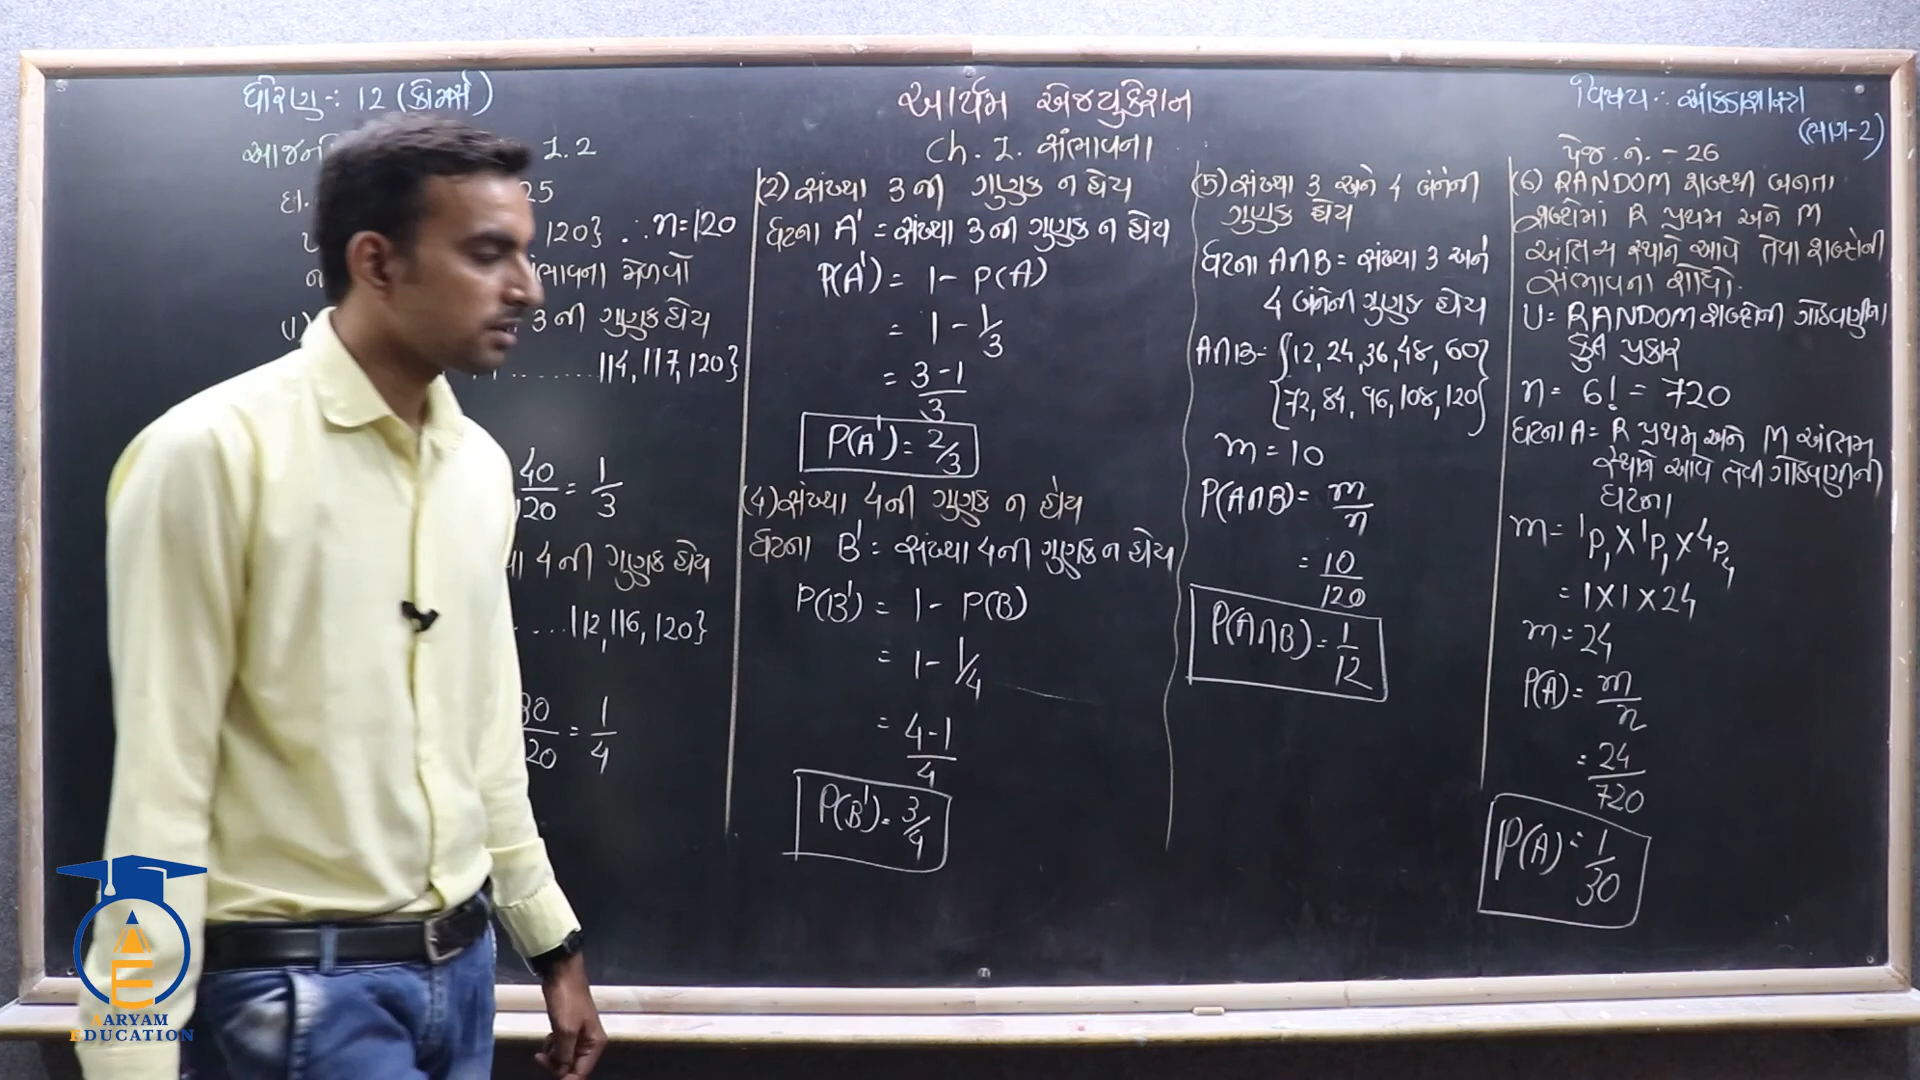 ધોરણ :- 12 (કોમર્સ)
આર્યમ એજ્યુકેશન
વિષય :- આંકડાશાસ્ત્ર
(ભાગ-2)
Ch. 1. સંભાવના
પેજ નં. - 26
1.2
25
120} ∴ n=120
સંભાવના મેળવો
3 ની ગુણક હોય
.........114, 117, 120}
40/120 = 1/3
4 ની ગુણક હોય
....112, 116, 120}
30/120 = 1/4
(2) સંખ્યા 3 ની ગુણક ન હોય
ઘટના A' = સંખ્યા 3 ની ગુણક ન હોય
P(A') = 1 - P(A)
= 1 - 1/3
= 3-1/3
P(A') = 2/3
(4) સંખ્યા 4 ની ગુણક ન હોય
ઘટના B' = સંખ્યા 4 ની ગુણક ન હોય
P(B') = 1 - P(B)
= 1 - 1/4
= 4-1/4
P(B') = 3/4
(5) સંખ્યા 3 અને 4 બંનેની
ગુણક હોય
ઘટના A∩B = સંખ્યા 3 અને
4 બંનેની ગુણક હોય
A∩B = {12, 24, 36, 48, 60}
{72, 84, 96, 108, 120}
m = 10
P(A∩B) = m/n
= 10/120
P(A∩B) = 1/12
(6) RANDOM શબ્દથી બનતા
શબ્દોમાં R પ્રથમ અને M
અંતિમ સ્થાને આવે તેવા શબ્દોની
સંભાવના શોધો.
U = RANDOM શબ્દોની ગોઠવણીના
કુલ પ્રકાર
n = 6! = 720
ઘટના A = R પ્રથમ અને M અંતિમ
સ્થાને આવે તેવી ગોઠવણીની
ઘટના
m = ¹P₁ X ¹P₁ X ⁴P₄
= 1 X 1 X 24
m = 24
P(A) = m/n
= 24/720
P(A) = 1/30
AARYAM
EDUCATION